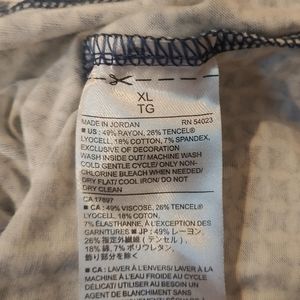 XL
TG
MADE IN JORDAN RN 54023
■ US : 49% RAYON, 26% TENCEL®
LYOCELL, 18% COTTON, 7% SPANDEX,
EXCLUSIVE OF DECORATION
WASH INSIDE OUT/ MACHINE WASH
COLD GENTLE CYCLE/ ONLY NON-
CHLORINE BLEACH WHEN NEEDED/
DRY FLAT/ COOL IRON/ DO NOT
DRY CLEAN
CA 17897
■ CA : 49% VISCOSE, 26% TENCEL®
LYOCELL, 18% COTON,
7% ÉLASTHANNE, À L'EXCEPTION DES
GARNITURES ■ JP : 49% レーヨン,
26% 指定外繊維 (テンセル),
18% 綿, 7% ポリウレタン,
飾り部分を除く
■ CA : LAVER À L'ENVERS/ LAVER À LA
MACHINE À L'EAU FROIDE AU CYCLE
DÉLICAT/ UTILISER AU BESOIN UN
AGENT DE BLANCHIMENT SANS